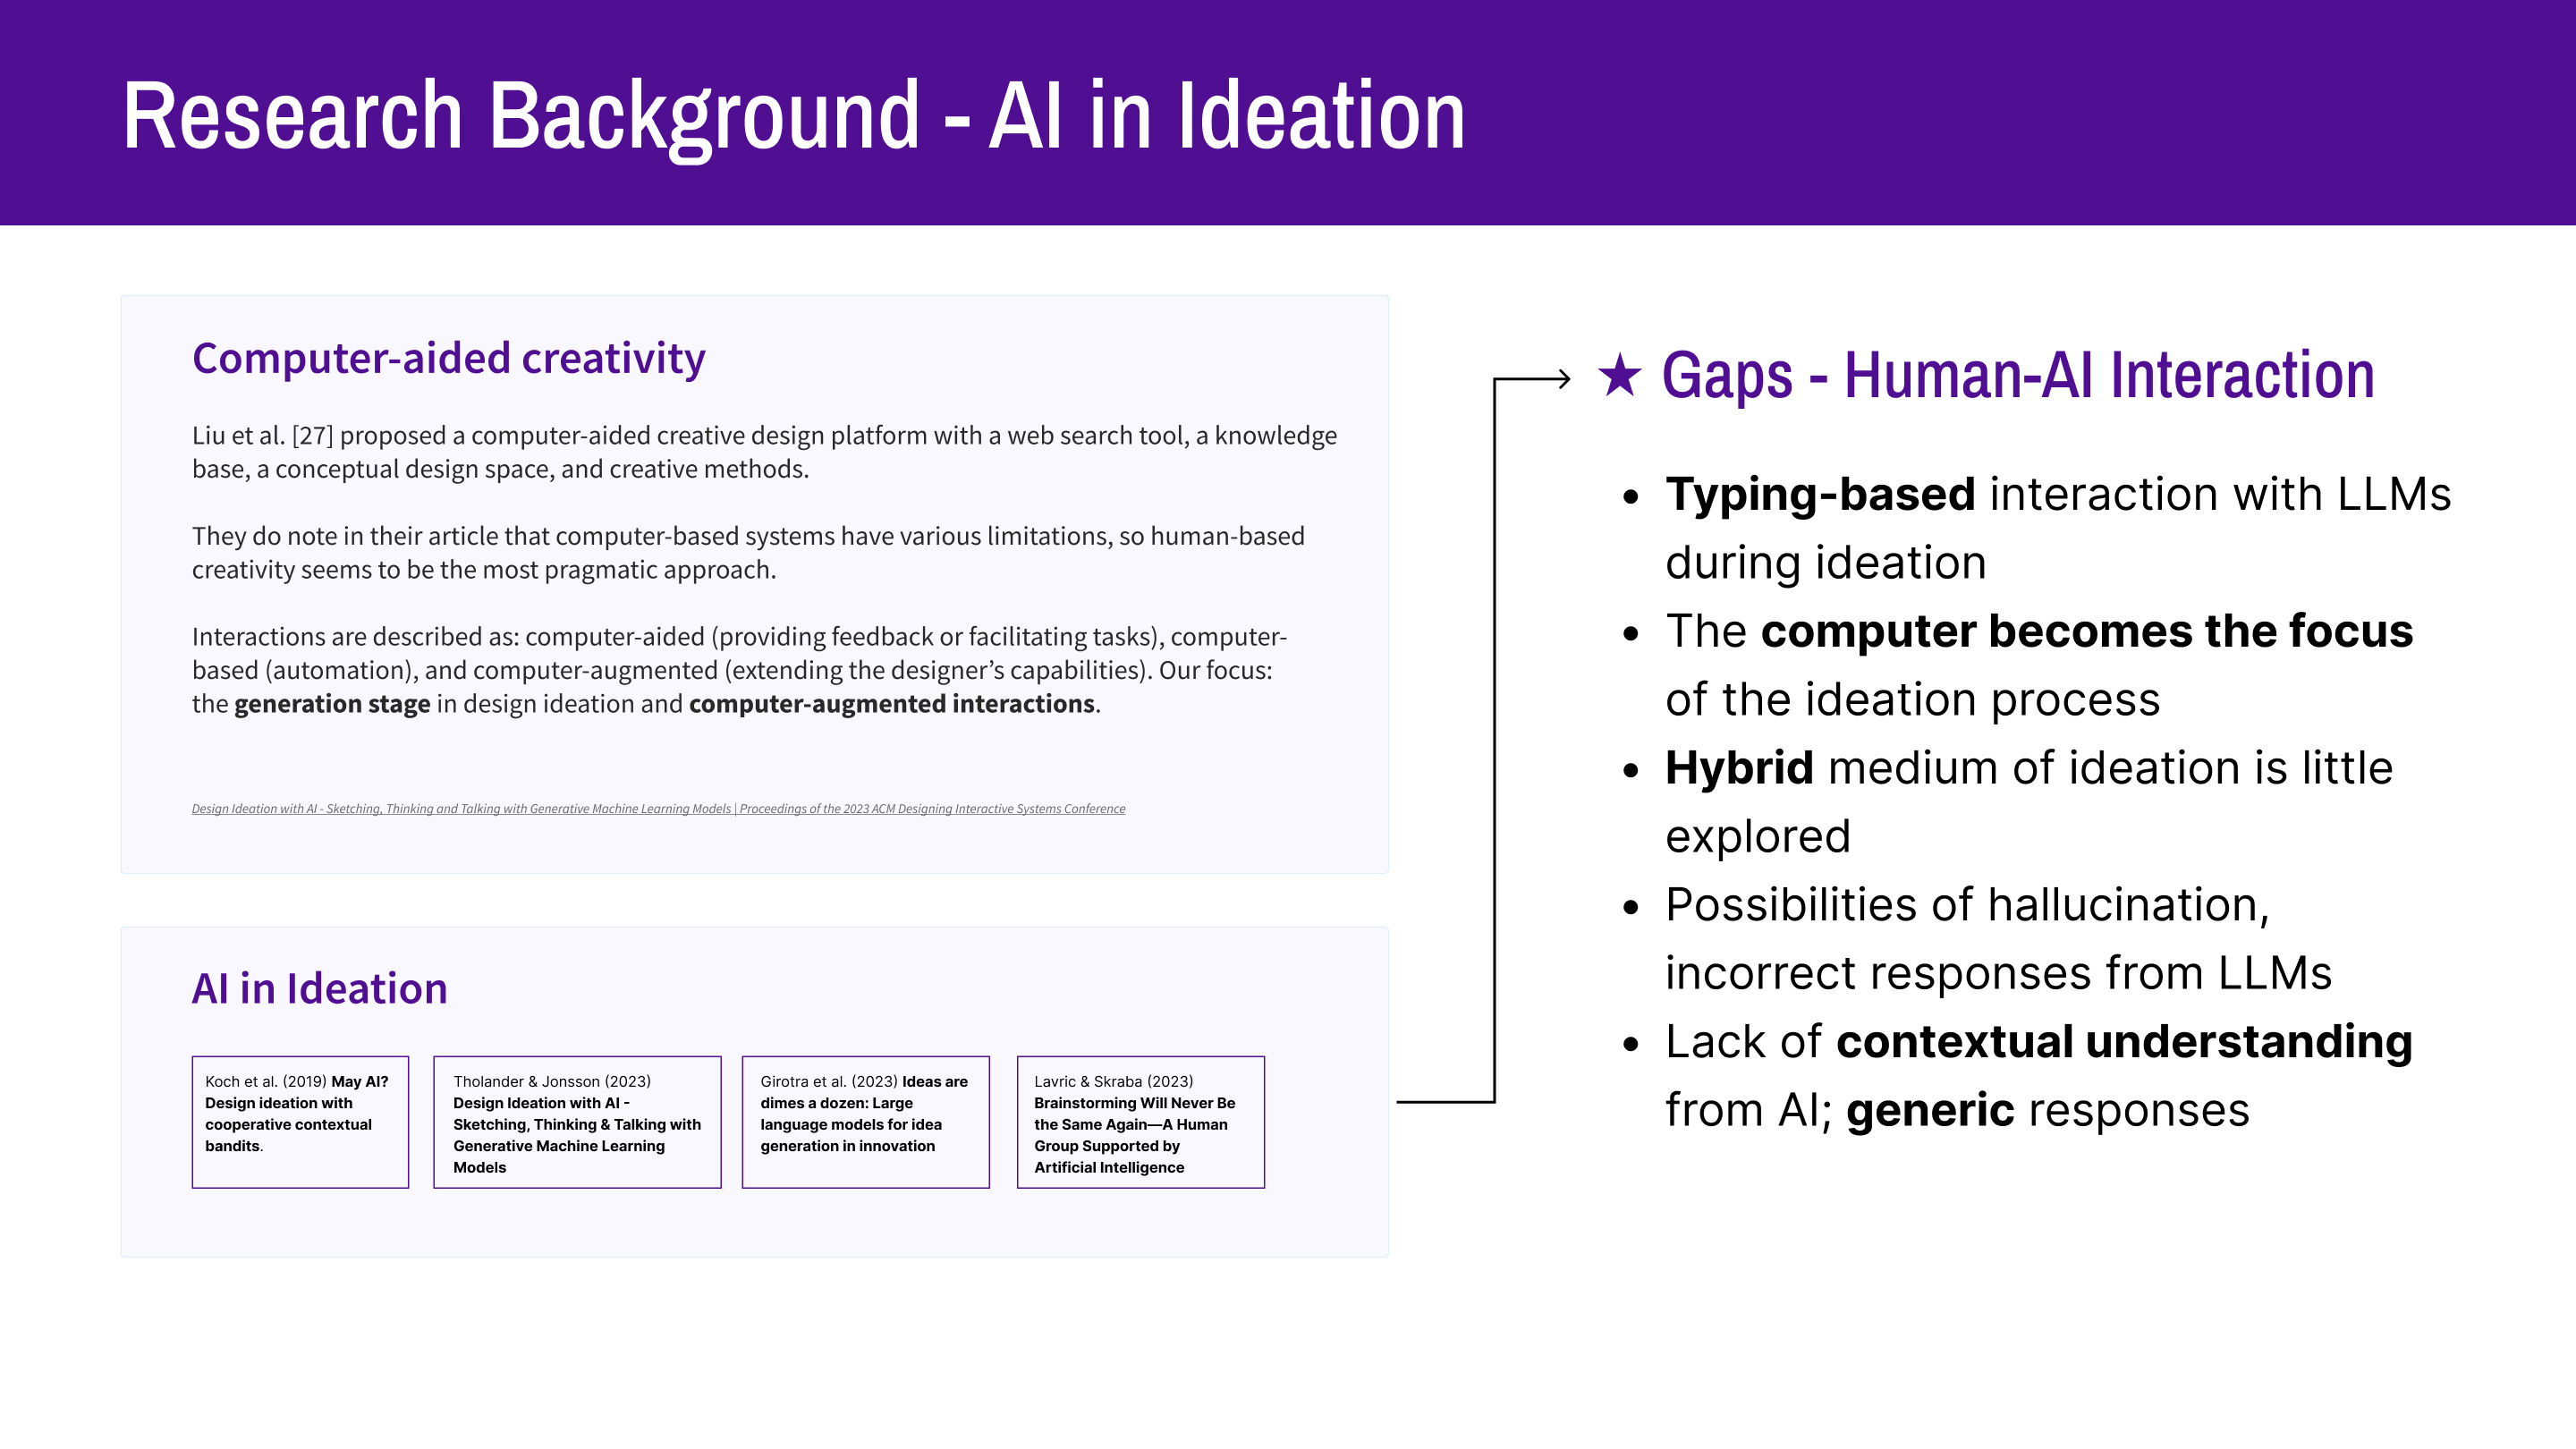 Research Background - AI in Ideation
Computer-aided creativity
Liu et al. [27] proposed a computer-aided creative design platform with a web search tool, a knowledge
base, a conceptual design space, and creative methods.
They do note in their article that computer-based systems have various limitations, so human-based
creativity seems to be the most pragmatic approach.
Interactions are described as: computer-aided (providing feedback or facilitating tasks), computer-
based (automation), and computer-augmented (extending the designer’s capabilities). Our focus:
the generation stage in design ideation and computer-augmented interactions.
Design Ideation with AI - Sketching, Thinking and Talking with Generative Machine Learning Models | Proceedings of the 2023 ACM Designing Interactive Systems Conference
AI in Ideation
Koch et al. (2019) May AI?
Design ideation with
cooperative contextual
bandits.
Tholander & Jonsson (2023)
Design Ideation with AI -
Sketching, Thinking & Talking with
Generative Machine Learning
Models
Girotra et al. (2023) Ideas are
dimes a dozen: Large
language models for idea
generation in innovation
Lavric & Skraba (2023)
Brainstorming Will Never Be
the Same Again—A Human
Group Supported by
Artificial Intelligence
★ Gaps - Human-AI Interaction
• Typing-based interaction with LLMs
during ideation
• The computer becomes the focus
of the ideation process
• Hybrid medium of ideation is little
explored
• Possibilities of hallucination,
incorrect responses from LLMs
• Lack of contextual understanding
from AI; generic responses